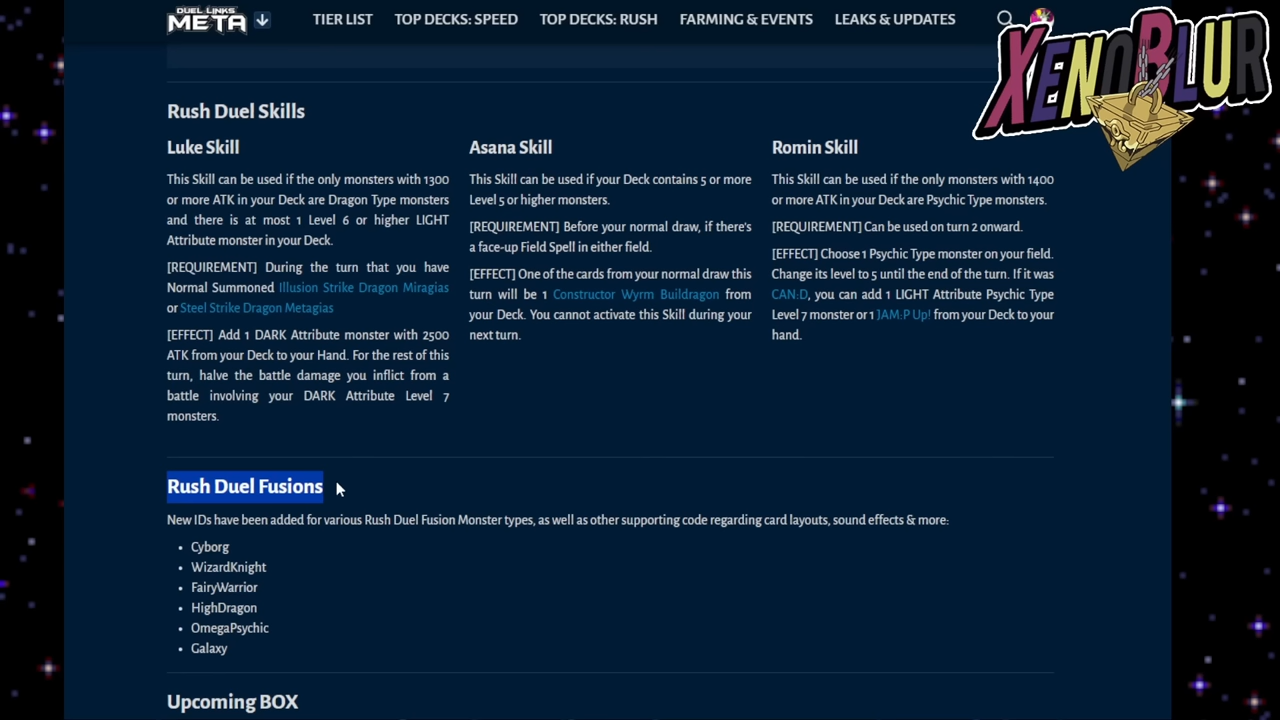 DUEL LINKS
META
TIER LIST
TOP DECKS: SPEED
TOP DECKS: RUSH
FARMING & EVENTS
LEAKS & UPDATES
XENOBLUR
Rush Duel Skills
Luke Skill
This Skill can be used if the only monsters with 1300
or more ATK in your Deck are Dragon Type monsters
and there is at most 1 Level 6 or higher LIGHT
Attribute monster in your Deck.
[REQUIREMENT] During the turn that you have
Normal Summoned Illusion Strike Dragon Miragias
or Steel Strike Dragon Metagias
[EFFECT] Add 1 DARK Attribute monster with 2500
ATK from your Deck to your Hand. For the rest of this
turn, halve the battle damage you inflict from a
battle involving your DARK Attribute Level 7
monsters.
Asana Skill
This Skill can be used if your Deck contains 5 or more
Level 5 or higher monsters.
[REQUIREMENT] Before your normal draw, if there's
a face-up Field Spell in either field.
[EFFECT] One of the cards from your normal draw this
turn will be 1 Constructor Wyrm Buildragon from
your Deck. You cannot activate this Skill during your
next turn.
Romin Skill
This Skill can be used if the only monsters with 1400
or more ATK in your Deck are Psychic Type monsters.
[REQUIREMENT] Can be used on turn 2 onward.
[EFFECT] Choose 1 Psychic Type monster on your field.
Change its level to 5 until the end of the turn. If it was
CAN:D, you can add 1 LIGHT Attribute Psychic Type
Level 7 monster or 1 JAM:P Up! from your Deck to your
hand.
Rush Duel Fusions
New IDs have been added for various Rush Duel Fusion Monster types, as well as other supporting code regarding card layouts, sound effects & more:
• Cyborg
• WizardKnight
• FairyWarrior
• HighDragon
• OmegaPsychic
• Galaxy
Upcoming BOX